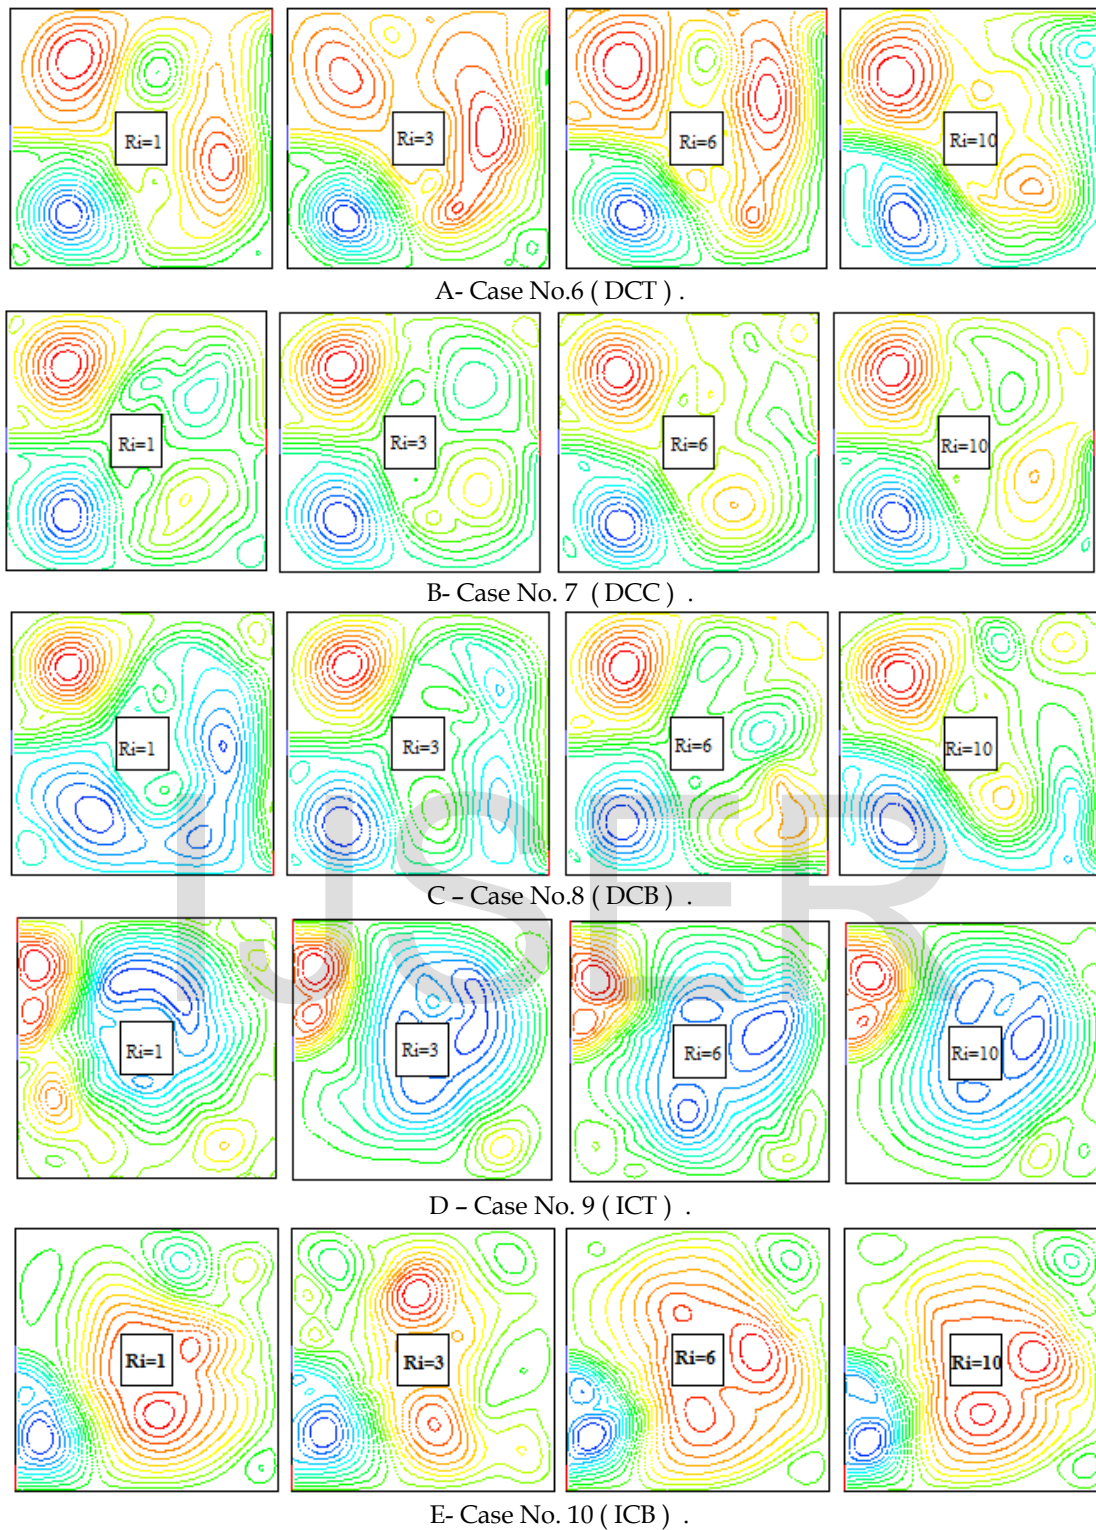 Ri=1 Ri=3 Ri=6 Ri=10
A- Case No.6 ( DCT ) .
Ri=1 Ri=3 Ri=6 Ri=10
B- Case No. 7 ( DCC ) .
Ri=1 Ri=3 Ri=6 Ri=10
C – Case No.8 ( DCB ) .
Ri=1 Ri=3 Ri=6 Ri=10
D – Case No. 9 ( ICT ) .
Ri=1 Ri=3 Ri=6 Ri=10
E- Case No. 10 ( ICB ) .
IJSER